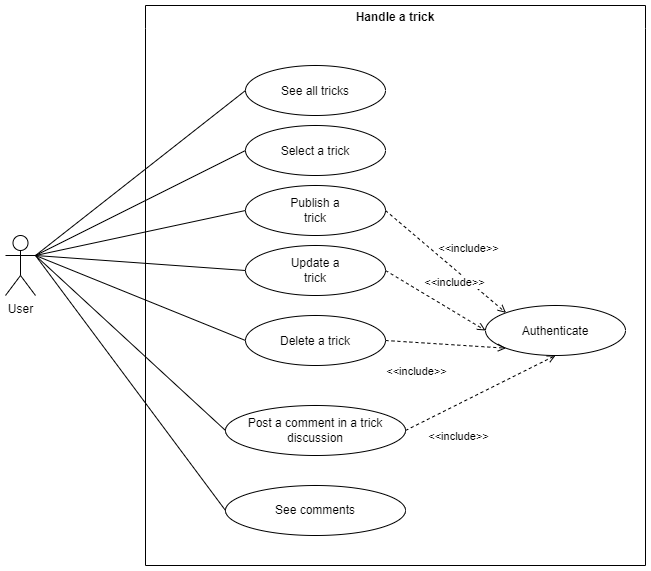 Handle a trick
See all tricks
Select a trick
Publish a
trick
<<include>>
Update a
trick
<<include>>
User
Authenticate
Delete a trick
<<include>>
Post a comment in a trick
discussion
<<include>>
See comments